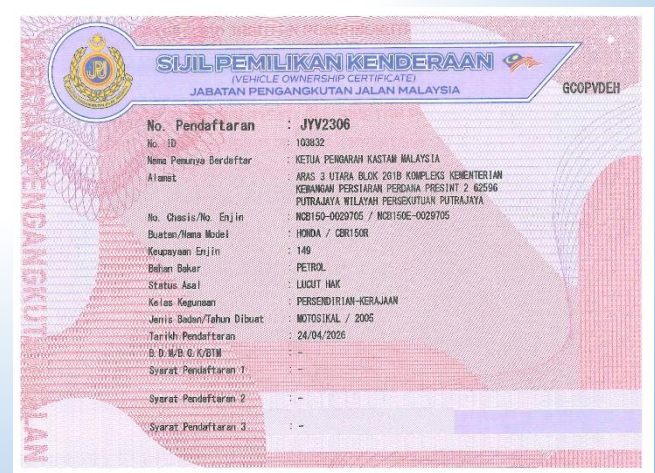 SIJIL PEMILIKAN KENDERAAN
(VEHICLE OWNERSHIP CERTIFICATE)
JABATAN PENGANGKUTAN JALAN MALAYSIA
GCOPVDEH
No. Pendaftaran : JYV2306
No. ID : 103832
Nama Pemunya Berdaftar : KETUA PENGARAH KASTAM MALAYSIA
Alamat : ARAS 3 UTARA BLOK 2G1B KOMPLEKS KEMENTERIAN
KEWANGAN PERSIARAN PERDANA PRESINT 2 62596
PUTRAJAYA WILAYAH PERSEKUTUAN PUTRAJAYA
No. Chasis/No. Enjin : NCB150-0029705 / NCB150E-0029705
Buatan/Nama Model : HONDA / CBR150R
Keupayaan Enjin : 149
Bahan Bakar : PETROL
Status Asal : LUCUT HAK
Kelas Kegunaan : PERSENDIRIAN-KERAJAAN
Jenis Badan/Tahun Dibuat : MOTOSIKAL / 2006
Tarikh Pendaftaran : 24/04/2026
B.D.M/B.G.K/BTM : -
Syarat Pendaftaran 1 : -
Syarat Pendaftaran 2 : -
Syarat Pendaftaran 3 : -